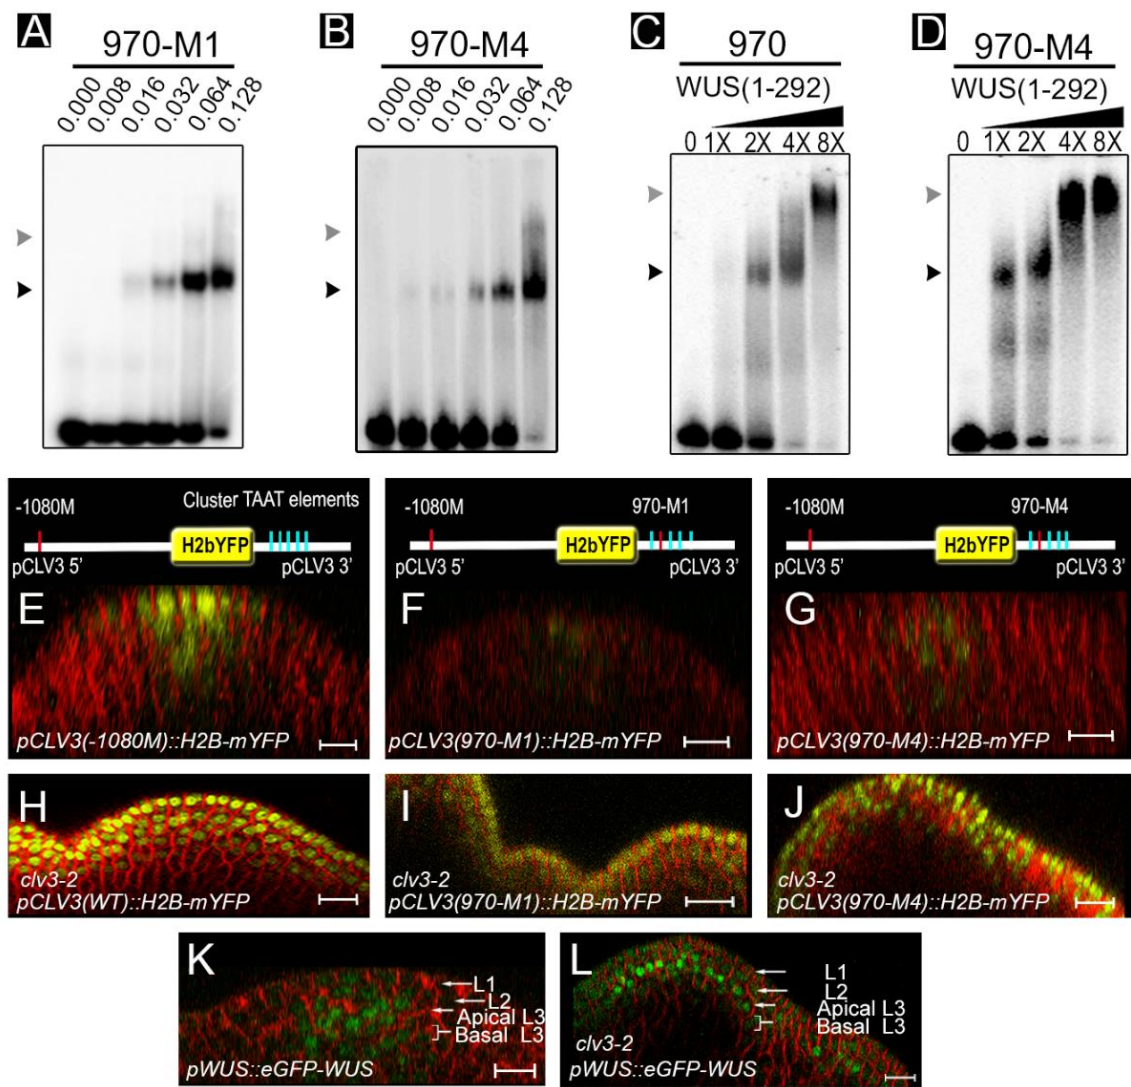 A
970-M1
0.000 0.008 0.016 0.032 0.064 0.128
B
970-M4
0.000 0.008 0.016 0.032 0.064 0.128
C
970
WUS(1-292)
0 1X 2X 4X 8X
D
970-M4
WUS(1-292)
0 1X 2X 4X 8X
-1080M
Cluster TAAT elements
H2bYFP
pCLV3 5’
pCLV3 3’
E
pCLV3(-1080M)::H2B-mYFP
-1080M
970-M1
H2bYFP
pCLV3 5’
pCLV3 3’
F
pCLV3(970-M1)::H2B-mYFP
-1080M
970-M4
H2bYFP
pCLV3 5’
pCLV3 3’
G
pCLV3(970-M4)::H2B-mYFP
H
clv3-2
pCLV3(WT)::H2B-mYFP
I
clv3-2
pCLV3(970-M1)::H2B-mYFP
J
clv3-2
pCLV3(970-M4)::H2B-mYFP
K
L1
L2
Apical L3
Basal L3
pWUS::eGFP-WUS
L
L1
L2
Apical L3
Basal L3
clv3-2
pWUS::eGFP-WUS